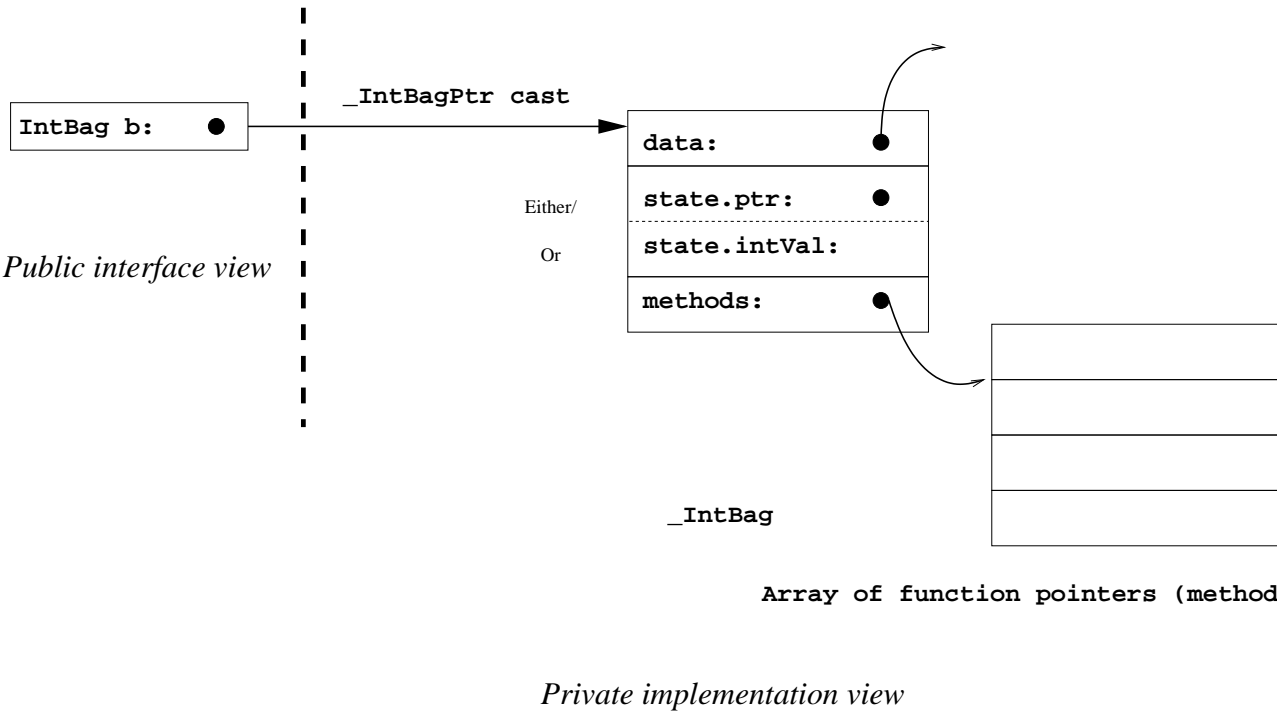 _IntBagPtr cast
IntBag b:
data:
state.ptr:
Either/
state.intVal:
Or
Public interface view
methods:
_IntBag
Array of function pointers (method
Private implementation view